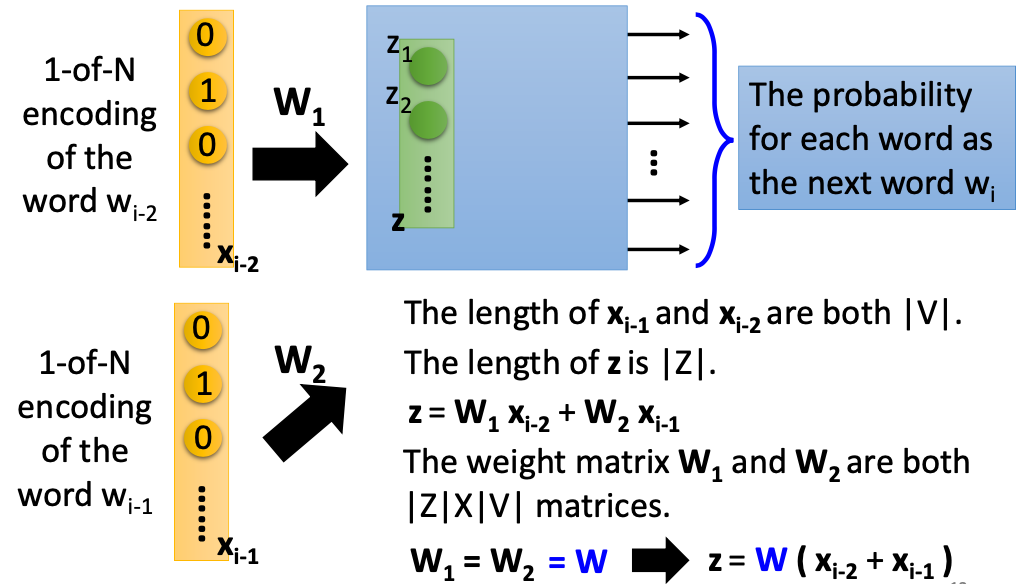 1-of-N
encoding
of the
word wi-2
0
1
0
xi-2
W1
z1
z2
z
The probability
for each word as
the next word wi
1-of-N
encoding
of the
word wi-1
0
1
0
xi-1
W2
The length of xi-1 and xi-2 are both |V|.
The length of z is |Z|.
z = W1 xi-2 + W2 xi-1
The weight matrix W1 and W2 are both
|Z|X|V| matrices.
W1 = W2 = W z = W ( xi-2 + xi-1 )